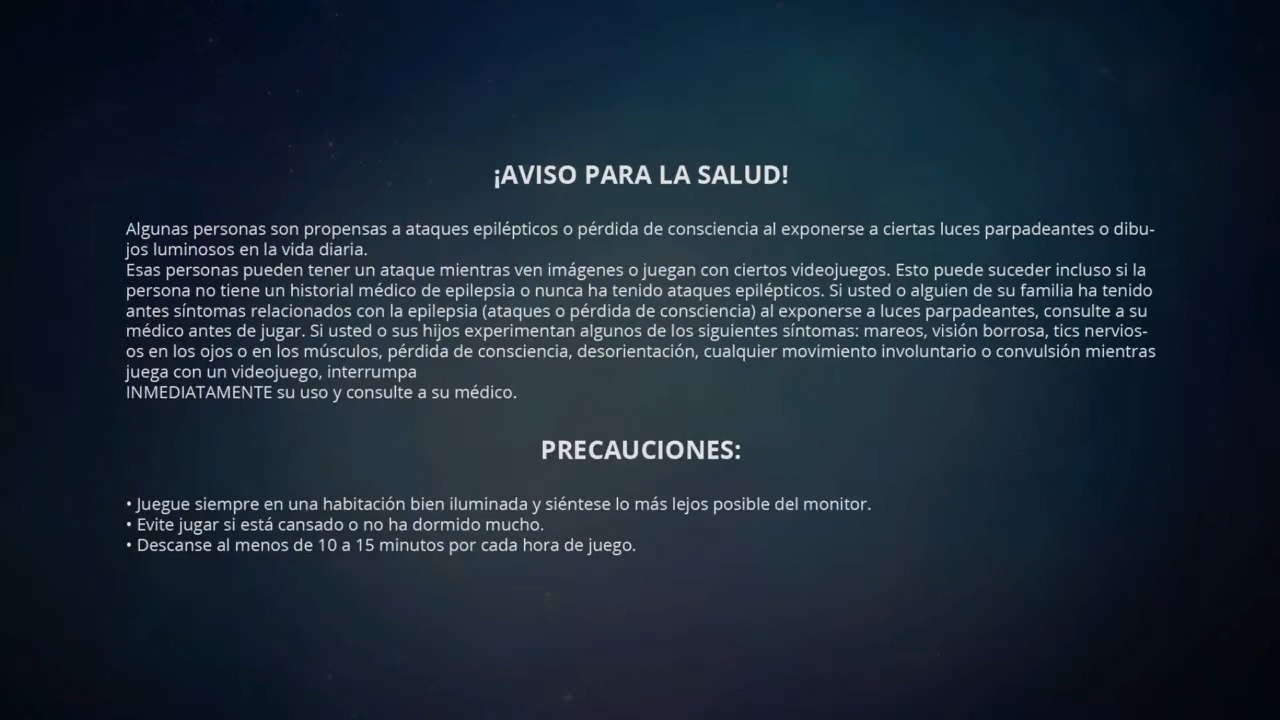 ¡AVISO PARA LA SALUD!
Algunas personas son propensas a ataques epilépticos o pérdida de consciencia al exponerse a ciertas luces parpadeantes o dibu-
jos luminosos en la vida diaria.
Esas personas pueden tener un ataque mientras ven imágenes o juegan con ciertos videojuegos. Esto puede suceder incluso si la
persona no tiene un historial médico de epilepsia o nunca ha tenido ataques epilépticos. Si usted o alguien de su familia ha tenido
antes síntomas relacionados con la epilepsia (ataques o pérdida de consciencia) al exponerse a luces parpadeantes, consulte a su
médico antes de jugar. Si usted o sus hijos experimentan algunos de los siguientes síntomas: mareos, visión borrosa, tics nervios-
os en los ojos o en los músculos, pérdida de consciencia, desorientación, cualquier movimiento involuntario o convulsión mientras
juega con un videojuego, interrumpa
INMEDIATAMENTE su uso y consulte a su médico.
PRECAUCIONES:
• Juegue siempre en una habitación bien iluminada y siéntese lo más lejos posible del monitor.
• Evite jugar si está cansado o no ha dormido mucho.
• Descanse al menos de 10 a 15 minutos por cada hora de juego.